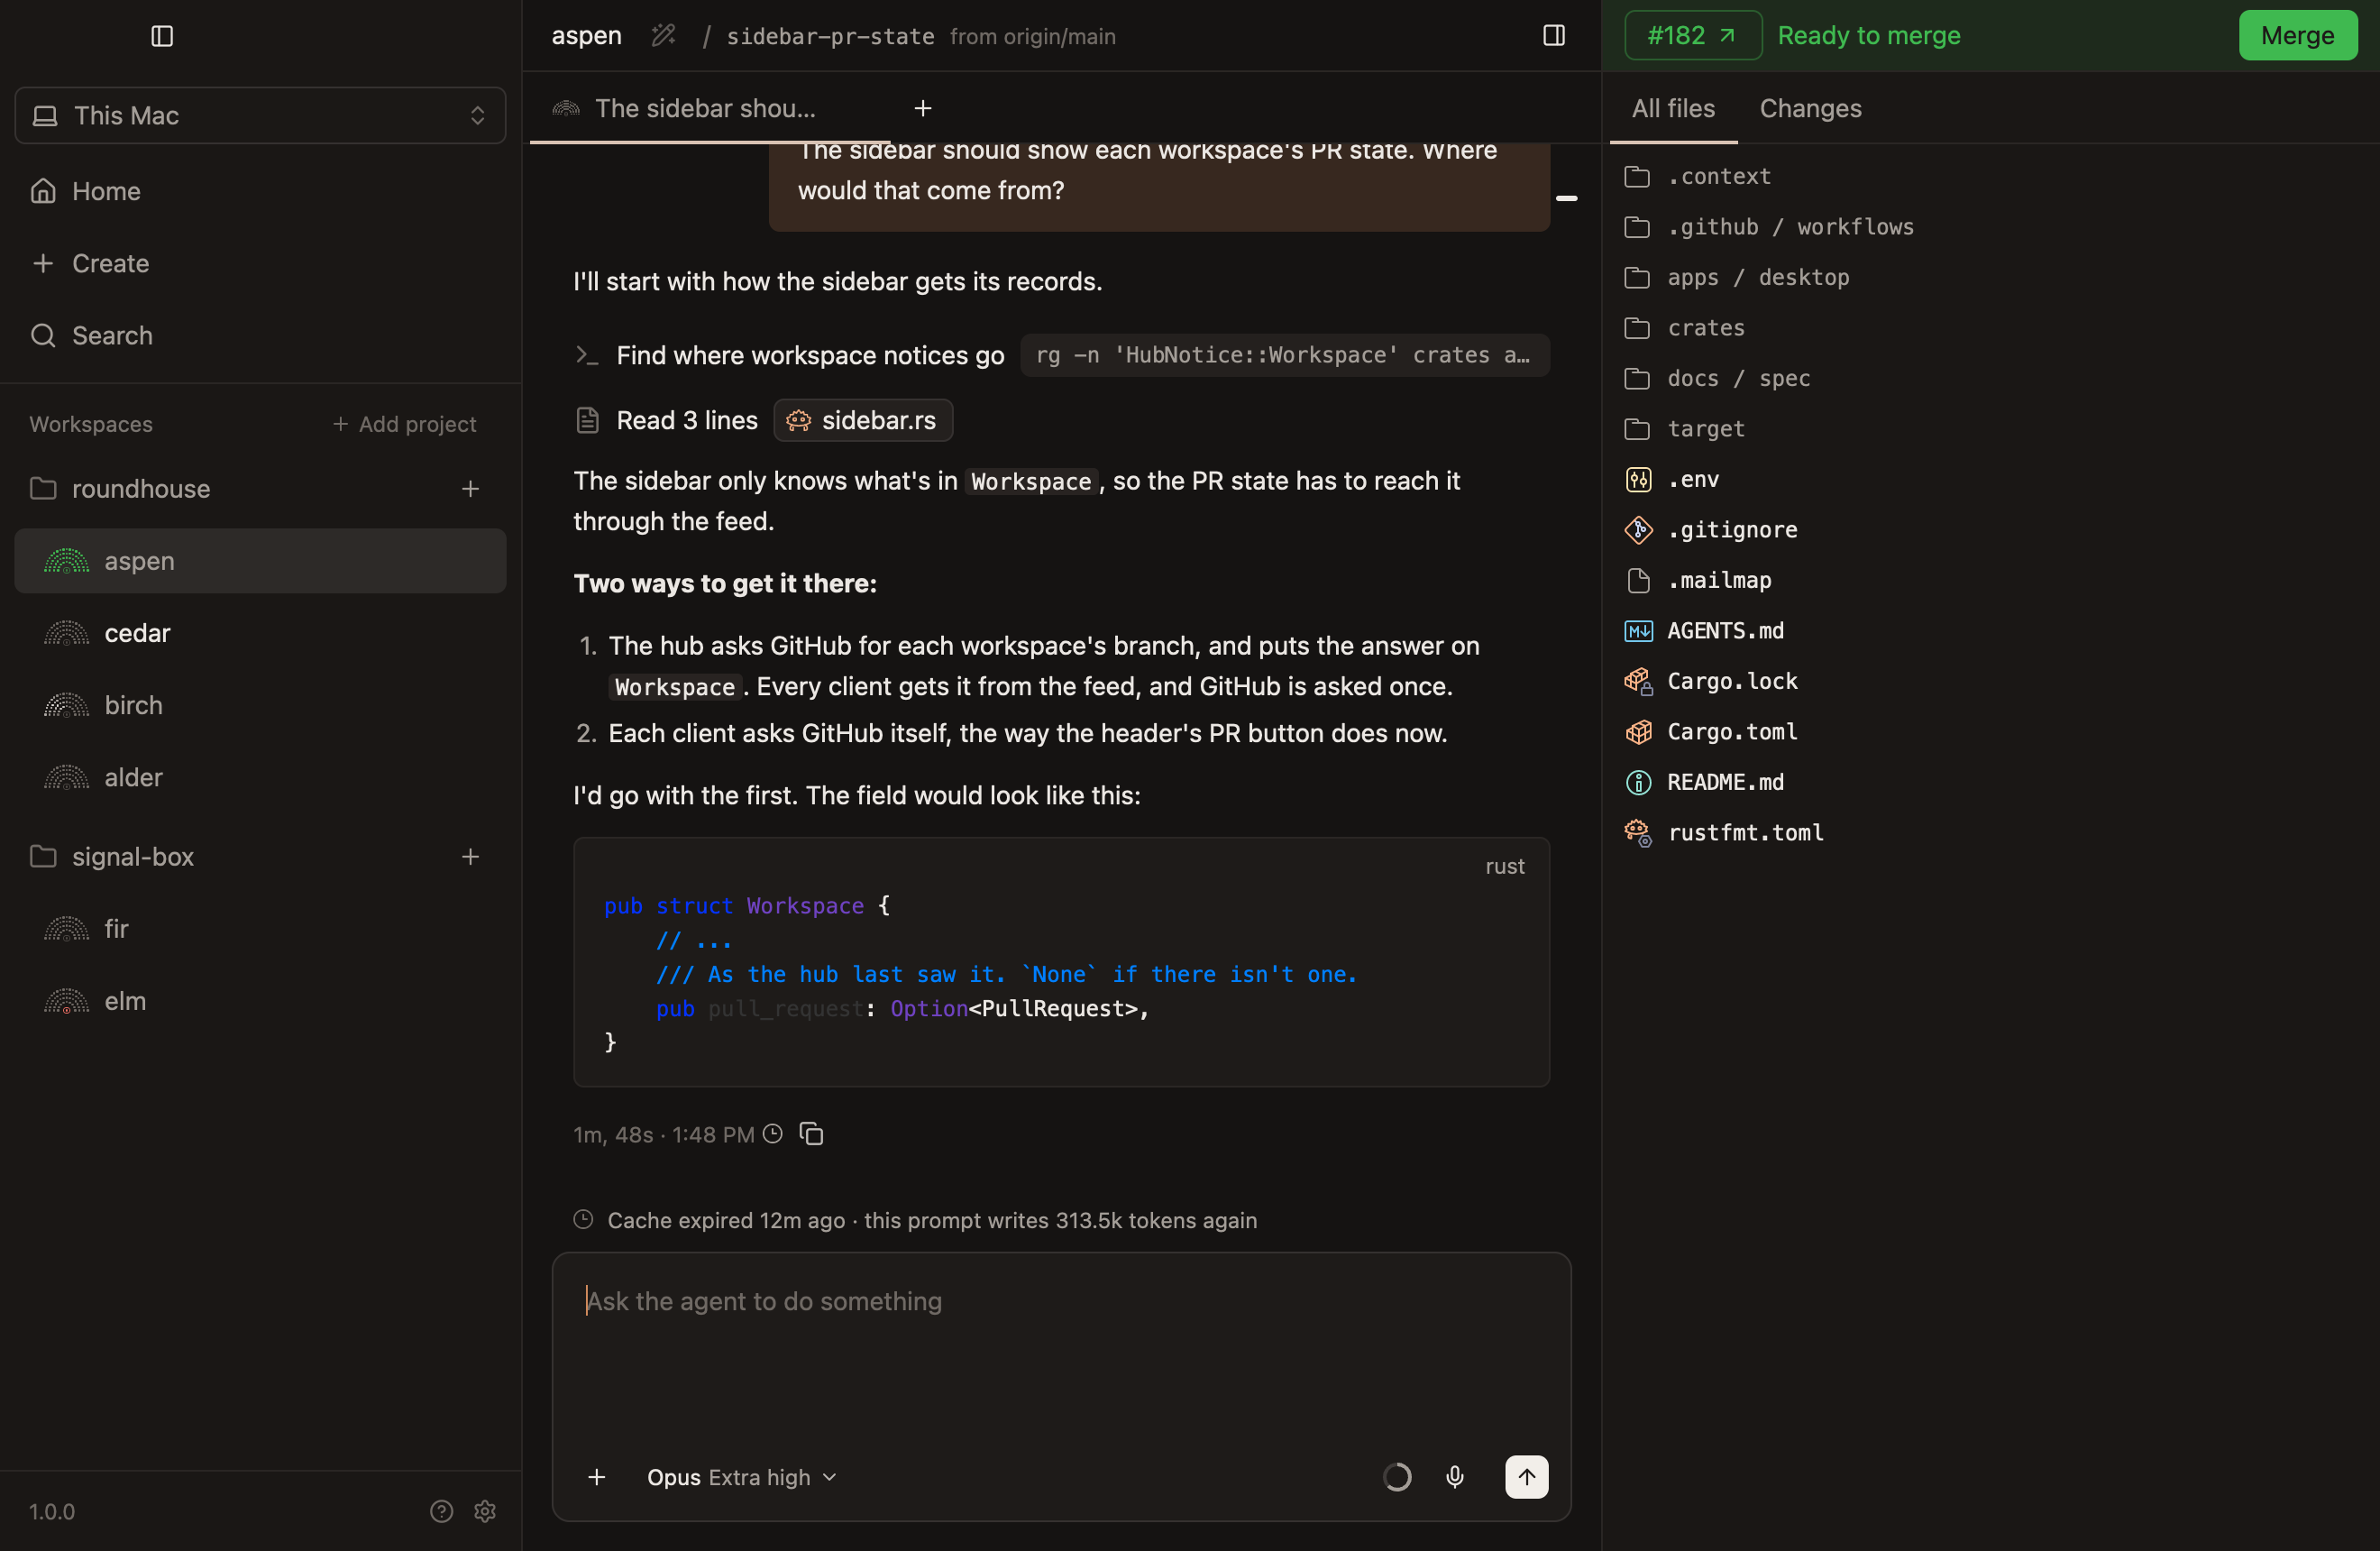 This Mac
Home
Create
Search
Workspaces
+ Add project
roundhouse
aspen
cedar
birch
alder
signal-box
fir
elm
1.0.0
aspen / sidebar-pr-state from origin/main
The sidebar shou...
The sidebar should show each workspace's PR state. Where
would that come from?
I'll start with how the sidebar gets its records.
Find where workspace notices go rg -n 'HubNotice::Workspace' crates a…
Read 3 lines sidebar.rs
The sidebar only knows what's in Workspace, so the PR state has to reach it
through the feed.
Two ways to get it there:
1. The hub asks GitHub for each workspace's branch, and puts the answer on
Workspace. Every client gets it from the feed, and GitHub is asked once.
2. Each client asks GitHub itself, the way the header's PR button does now.
I'd go with the first. The field would look like this:
rust
pub struct Workspace {
// ...
/// As the hub last saw it. `None` if there isn't one.
pub pull_request: Option<PullRequest>,
}
1m, 48s · 1:48 PM
Cache expired 12m ago · this prompt writes 313.5k tokens again
Ask the agent to do something
Opus Extra high
#182 ↗ Ready to merge
Merge
All files Changes
.context
.github / workflows
apps / desktop
crates
docs / spec
target
.env
.gitignore
.mailmap
AGENTS.md
Cargo.lock
Cargo.toml
README.md
rustfmt.toml